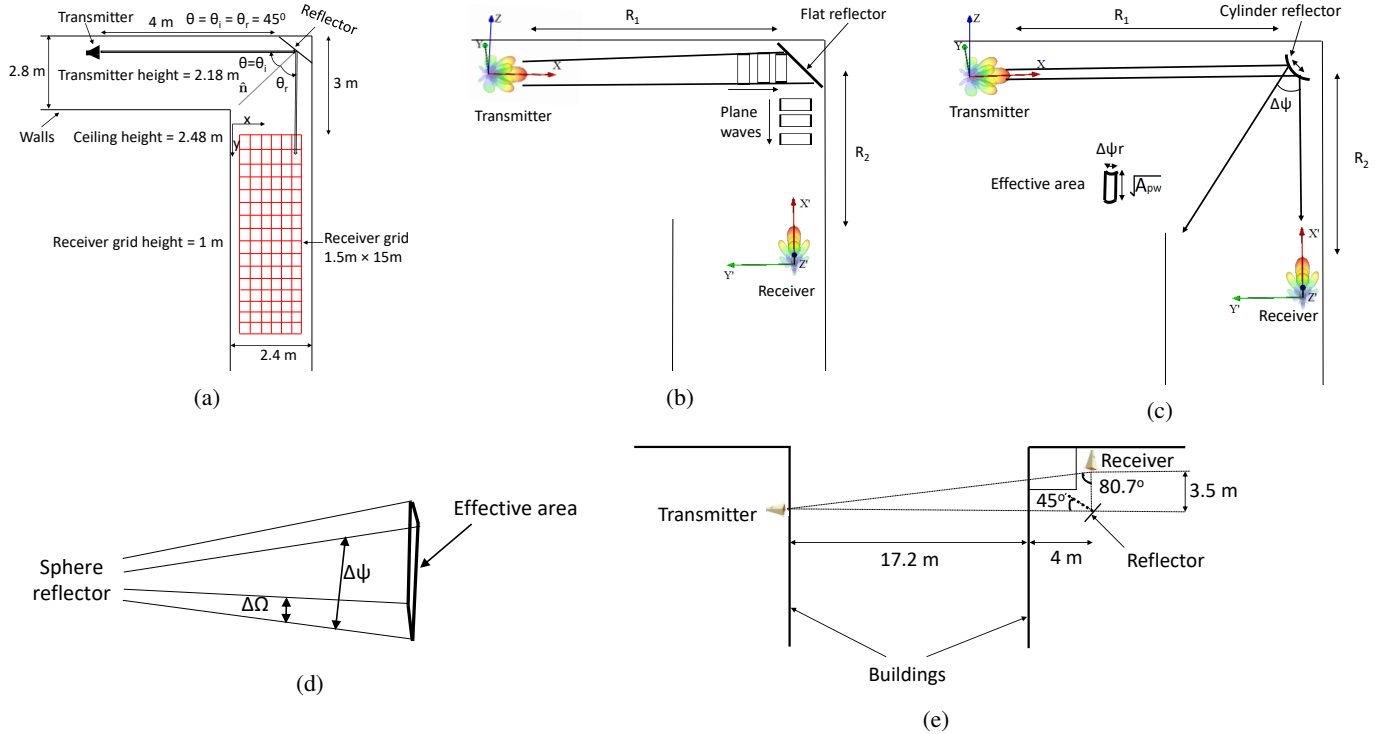 Transmitter
4 m
θ = θi = θr = 45⁰
Reflector
2.8 m
Transmitter height = 2.18 m
θ=θi
θr
n̂
3 m
Walls
Ceiling height = 2.48 m
x
y
Receiver grid height = 1 m
Receiver grid
1.5m × 15m
2.4 m
(a)
Z
Y
X
R1
Flat reflector
Transmitter
Plane
waves
R2
X'
Y'
Z'
Receiver
(b)
Z
Y
X
R1
Cylinder reflector
Transmitter
Δψ
Δψr
Effective area
√Apw
R2
X'
Y'
Z'
Receiver
(c)
Sphere
reflector
ΔΩ
Δψ
Effective area
(d)
Transmitter
Receiver
80.7º
45º
3.5 m
17.2 m
4 m
Reflector
Buildings
(e)